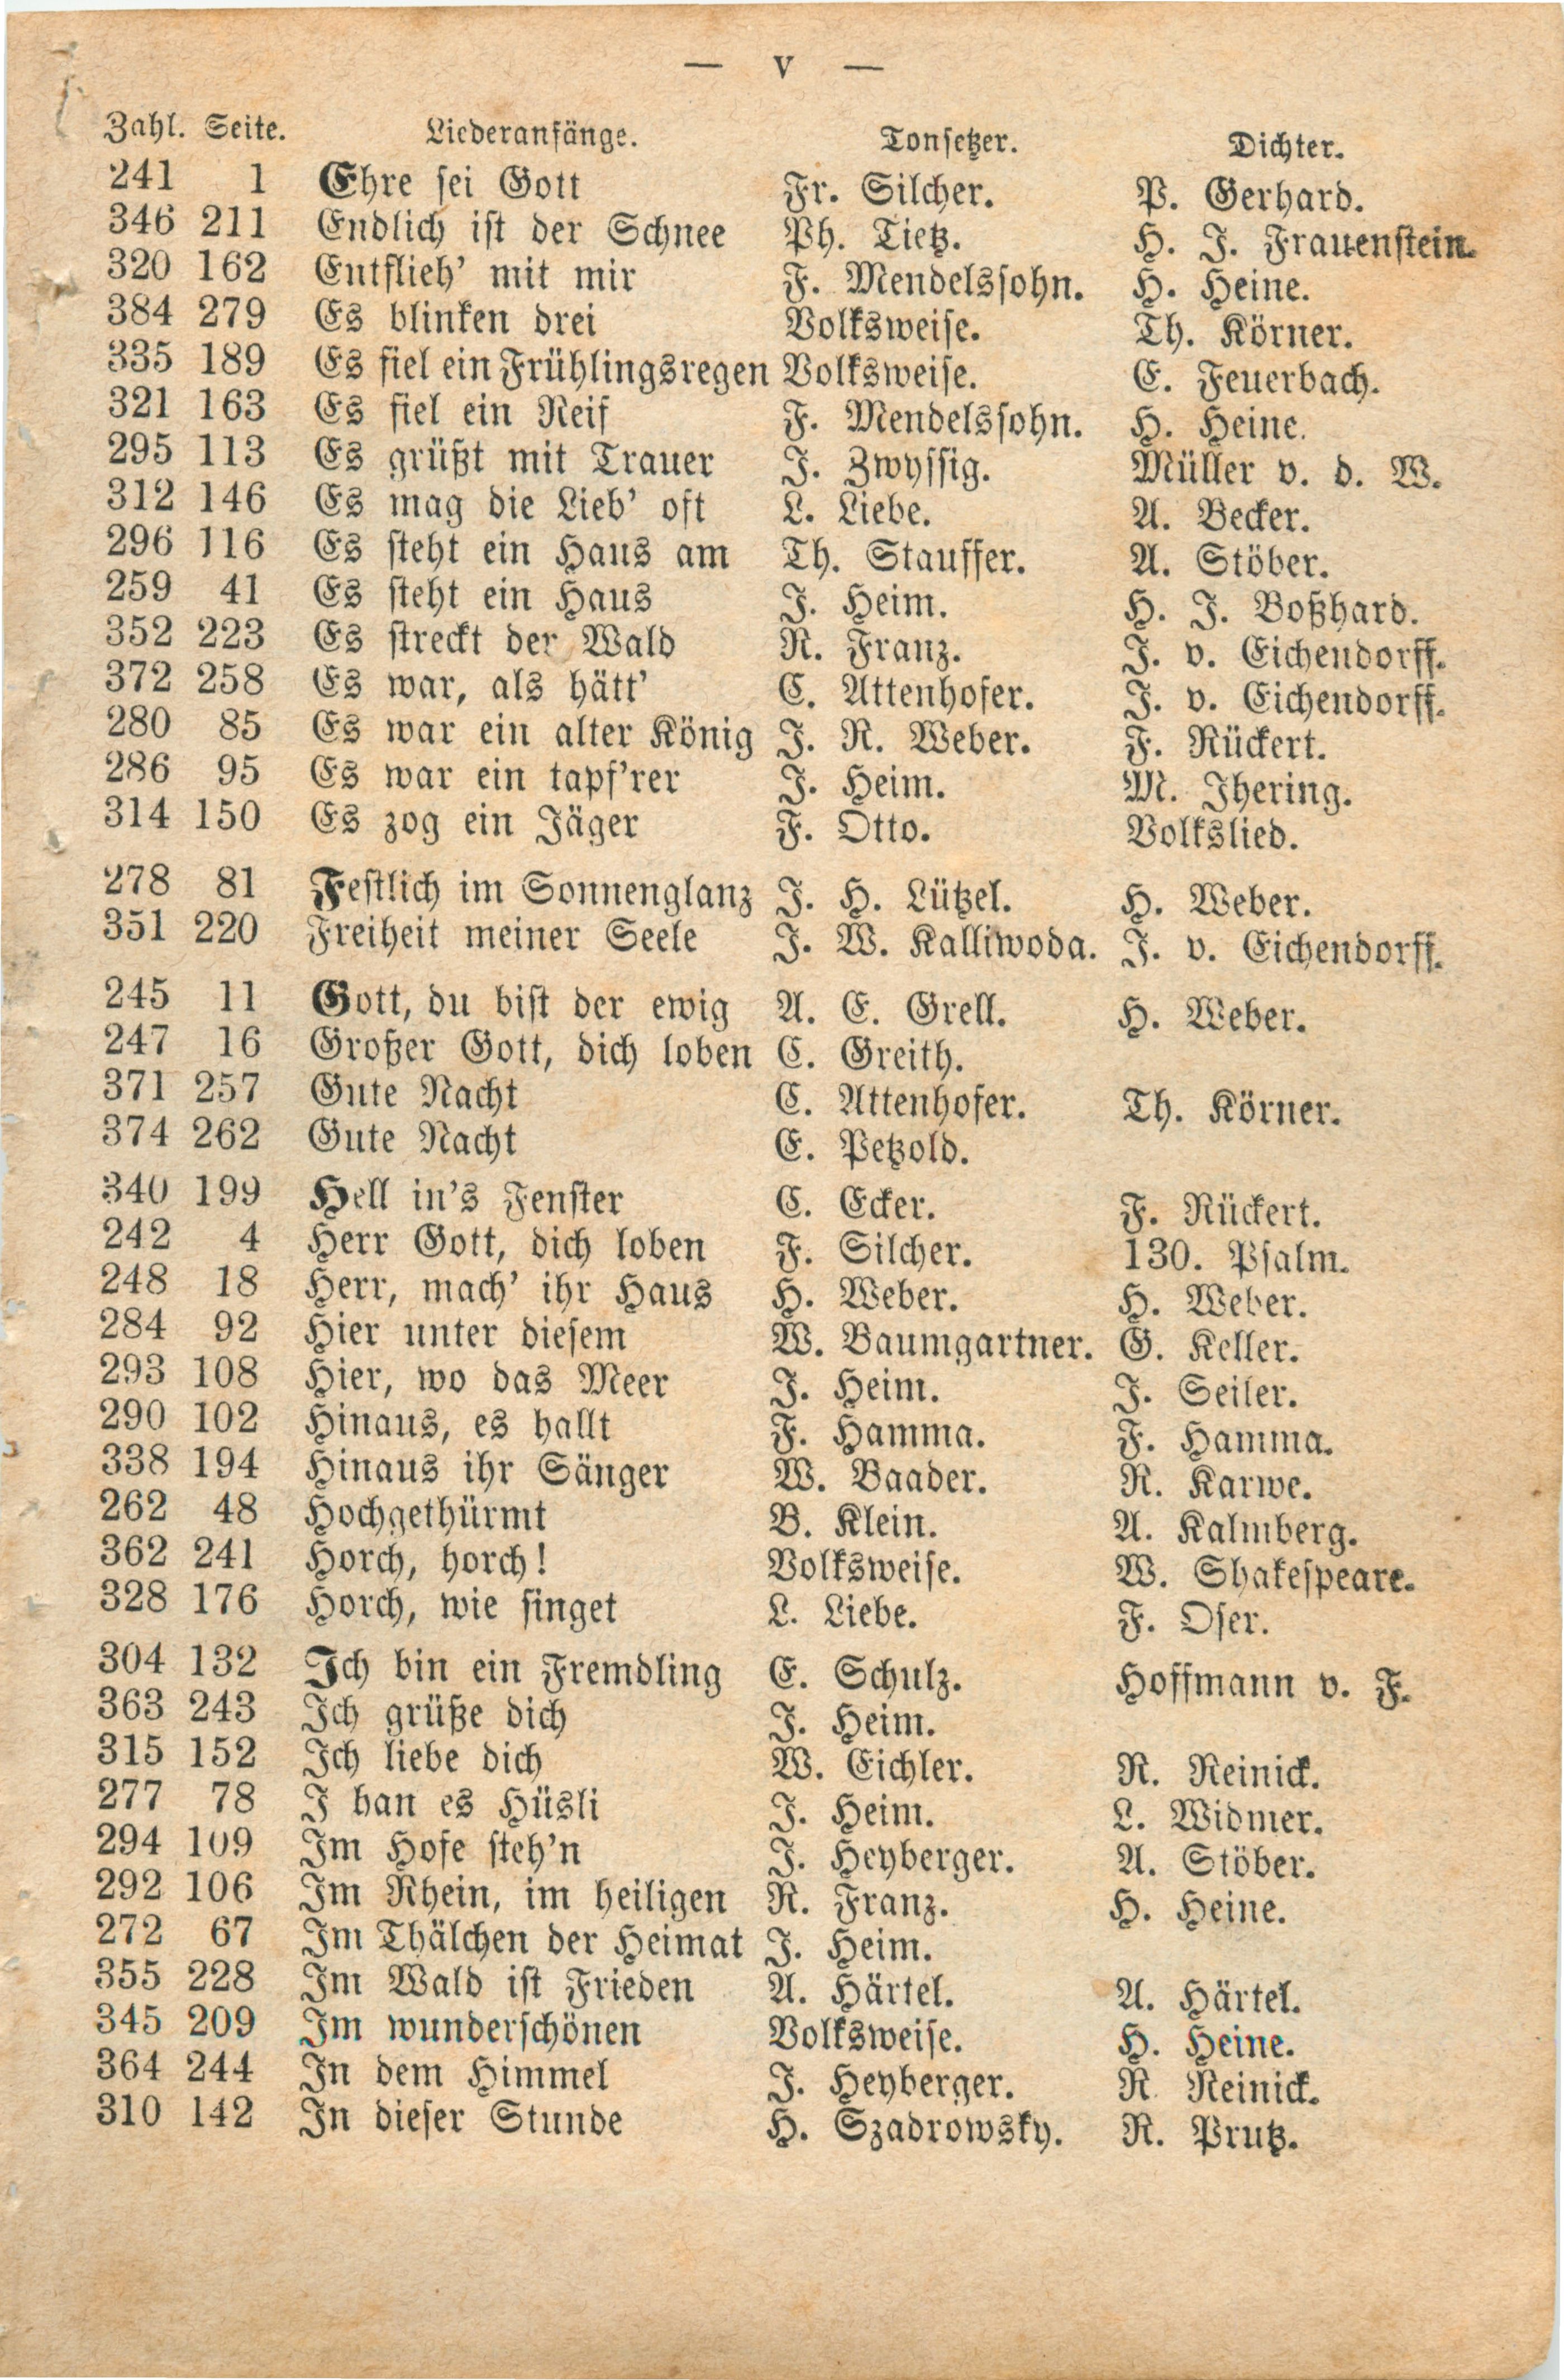 — V —
Zahl. Seite. Liederanfänge. Tonsetzer. Dichter.
241 1 Ehre sei Gott Fr. Silcher. P. Gerhard.
346 211 Endlich ist der Schnee Ph. Tietz. H. J. Frauenstein.
320 162 Entflieh' mit mir F. Mendelssohn. H. Heine.
384 279 Es blinken drei Volksweise. Th. Körner.
335 189 Es fiel ein Frühlingsregen Volksweise. E. Feuerbach.
321 163 Es fiel ein Reif F. Mendelssohn. H. Heine.
295 113 Es grüßt mit Trauer J. Zwyssig. Müller v. d. W.
312 146 Es mag die Lieb' oft L. Liebe. A. Becker.
296 116 Es steht ein Haus am Th. Stauffer. A. Stöber.
259 41 Es steht ein Haus J. Heim. H. J. Boßhard.
352 223 Es streckt der Wald R. Franz. J. v. Eichendorff.
372 258 Es war, als hätt' C. Attenhofer. J. v. Eichendorff.
280 85 Es war ein alter König J. R. Weber. F. Rückert.
286 95 Es war ein tapf'rer J. Heim. M. Ihering.
314 150 Es zog ein Jäger F. Otto. Volkslied.
278 81 Festlich im Sonnenglanz J. H. Lützel. H. Weber.
351 220 Freiheit meiner Seele J. W. Kalliwoda. J. v. Eichendorff.
245 11 Gott, du bist der ewig A. E. Grell. H. Weber.
247 16 Großer Gott, dich loben C. Greith.
371 257 Gute Nacht C. Attenhofer. Th. Körner.
374 262 Gute Nacht E. Petzold.
340 199 Hell in's Fenster C. Ecker. F. Rückert.
242 4 Herr Gott, dich loben F. Silcher. 130. Psalm.
248 18 Herr, mach' ihr Haus H. Weber. H. Weber.
284 92 Hier unter diesem W. Baumgartner. G. Keller.
293 108 Hier, wo das Meer J. Heim. J. Seiler.
290 102 Hinaus, es hallt F. Hamma. F. Hamma.
338 194 Hinaus ihr Sänger W. Baader. R. Karwe.
262 48 Hochgethürmt B. Klein. A. Kalmberg.
362 241 Horch, horch! Volksweise. W. Shakespeare.
328 176 Horch, wie singet L. Liebe. F. Oser.
304 132 Ich bin ein Fremdling E. Schulz. Hoffmann v. F.
363 243 Ich grüße dich J. Heim.
315 152 Ich liebe dich W. Eichler. R. Reinick.
277 78 I han es Hüsli J. Heim. L. Widmer.
294 109 Im Hofe steh'n J. Heyberger. A. Stöber.
292 106 Im Rhein, im heiligen R. Franz. H. Heine.
272 67 Im Thälchen der Heimat J. Heim.
355 228 Im Wald ist Frieden A. Härtel. A. Härtel.
345 209 Im wunderschönen Volksweise. H. Heine.
364 244 In dem Himmel J. Heyberger. R. Reinick.
310 142 In dieser Stunde H. Szadrowsky. R. Prutz.